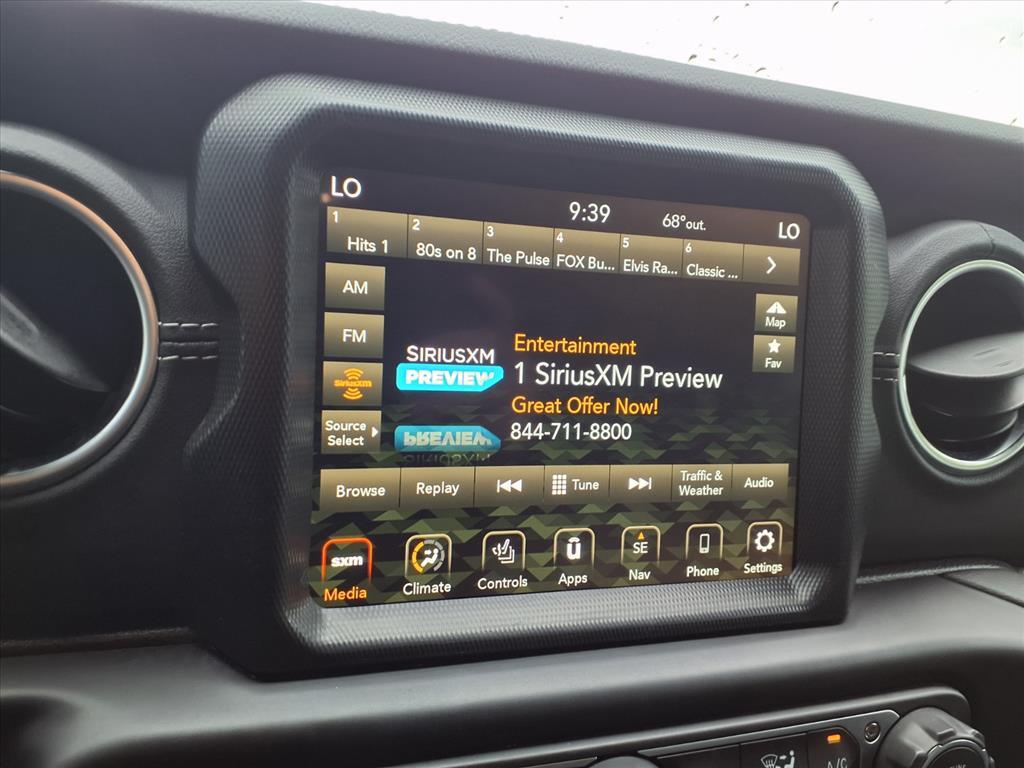 LO
9:39
68°out.
LO
1
Hits 1
2
80s on 8
3
The Pulse
4
FOX Bu...
5
Elvis Ra...
6
Classic ...
AM
FM
SiriusXM
Source
Select
Map
Fav
SIRIUSXM
PREVIEW
Entertainment
1 SiriusXM Preview
Great Offer Now!
844-711-8800
PREVIEW
SIRIUSXM
Browse
Replay
Tune
Traffic &
Weather
Audio
sxm
Media
Climate
Controls
ū
Apps
SE
Nav
Phone
Settings
A/C